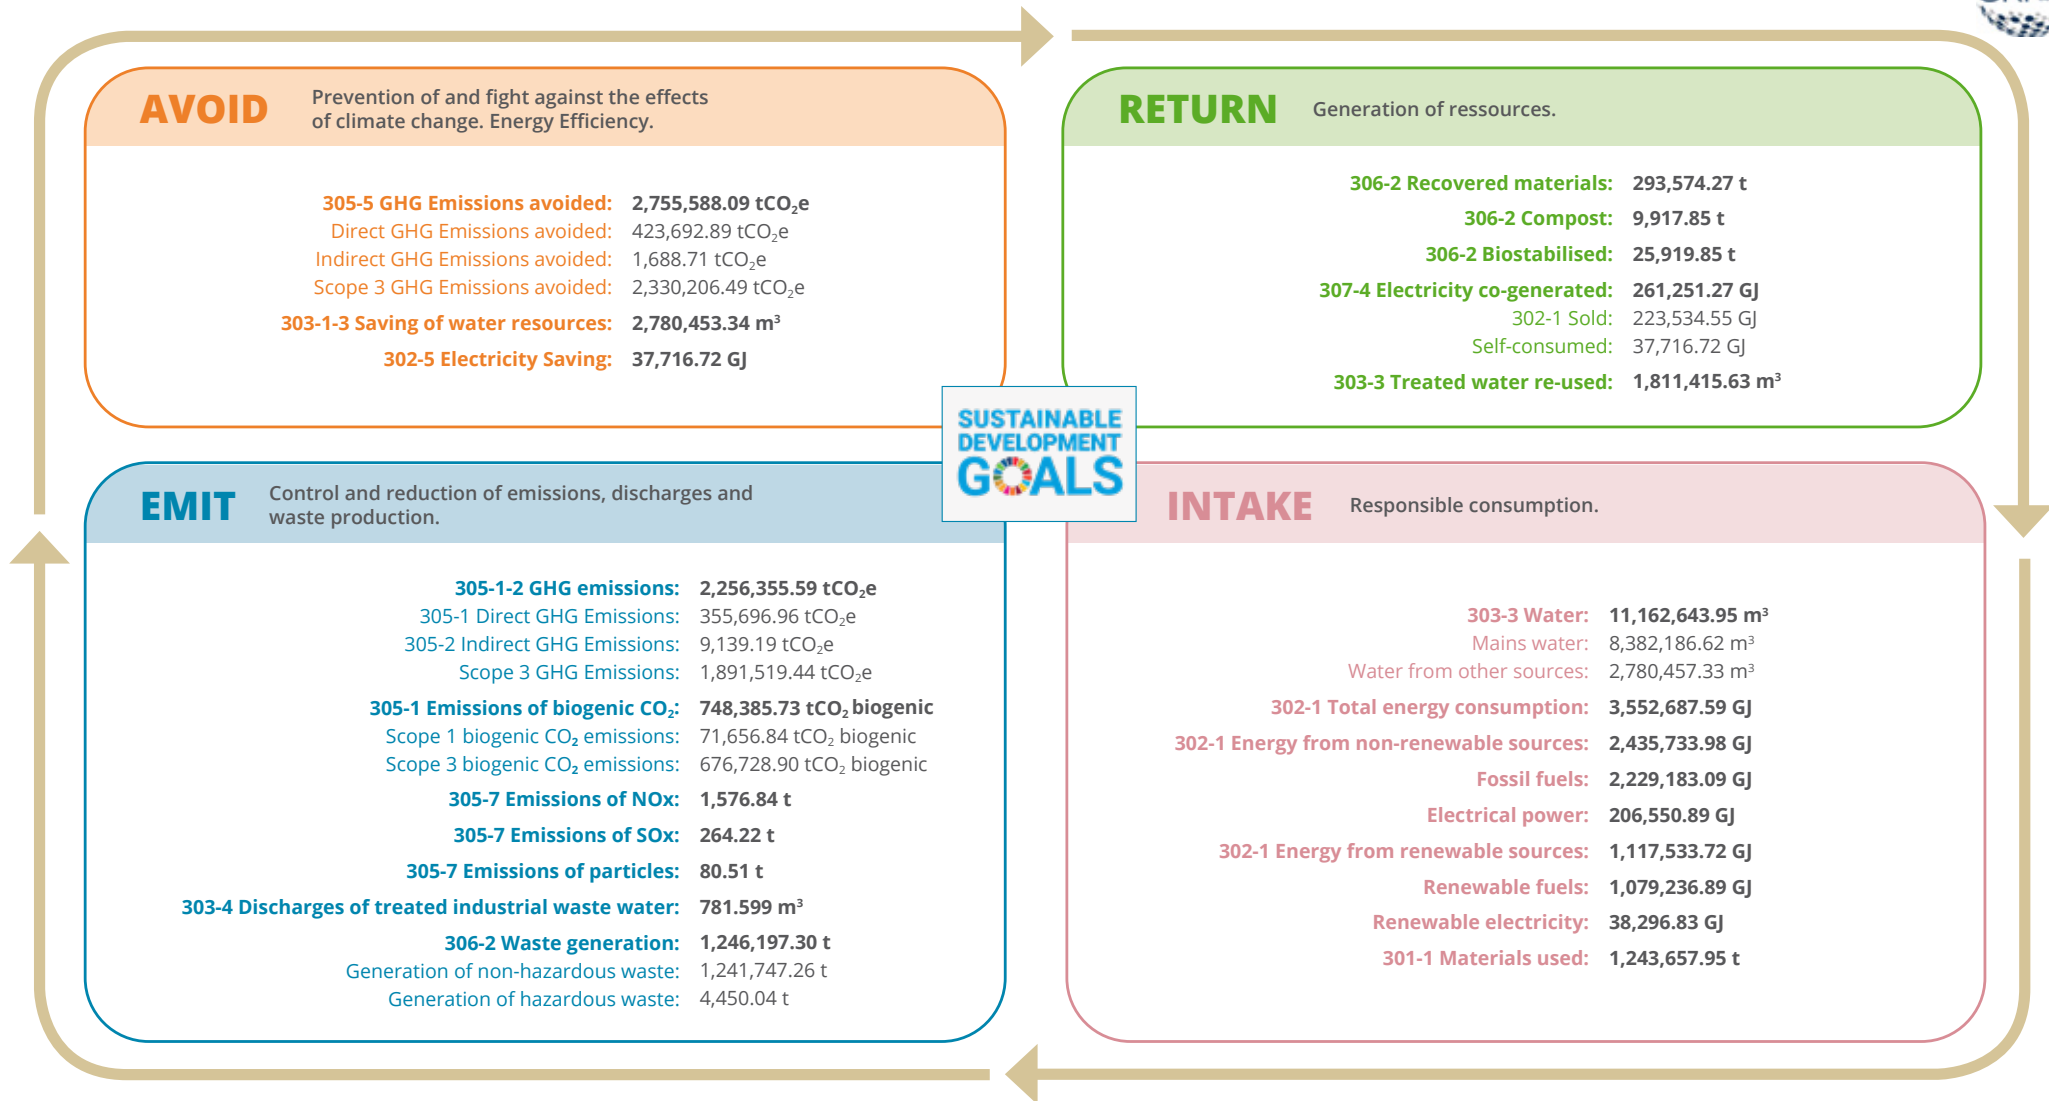 AVOID
Prevention of and fight against the effects
of climate change. Energy Efficiency.
305-5 GHG Emissions avoided: 2,755,588.09 tCO₂e
Direct GHG Emissions avoided: 423,692.89 tCO₂e
Indirect GHG Emissions avoided: 1,688.71 tCO₂e
Scope 3 GHG Emissions avoided: 2,330,206.49 tCO₂e
303-1-3 Saving of water resources: 2,780,453.34 m³
302-5 Electricity Saving: 37,716.72 GJ
RETURN
Generation of ressources.
306-2 Recovered materials: 293,574.27 t
306-2 Compost: 9,917.85 t
306-2 Biostabilised: 25,919.85 t
307-4 Electricity co-generated: 261,251.27 GJ
302-1 Sold: 223,534.55 GJ
Self-consumed: 37,716.72 GJ
303-3 Treated water re-used: 1,811,415.63 m³
SUSTAINABLE
DEVELOPMENT
GOALS
EMIT
Control and reduction of emissions, discharges and
waste production.
305-1-2 GHG emissions: 2,256,355.59 tCO₂e
305-1 Direct GHG Emissions: 355,696.96 tCO₂e
305-2 Indirect GHG Emissions: 9,139.19 tCO₂e
Scope 3 GHG Emissions: 1,891,519.44 tCO₂e
305-1 Emissions of biogenic CO₂: 748,385.73 tCO₂ biogenic
Scope 1 biogenic CO₂ emissions: 71,656.84 tCO₂ biogenic
Scope 3 biogenic CO₂ emissions: 676,728.90 tCO₂ biogenic
305-7 Emissions of NOx: 1,576.84 t
305-7 Emissions of SOx: 264.22 t
305-7 Emissions of particles: 80.51 t
303-4 Discharges of treated industrial waste water: 781.599 m³
306-2 Waste generation: 1,246,197.30 t
Generation of non-hazardous waste: 1,241,747.26 t
Generation of hazardous waste: 4,450.04 t
INTAKE
Responsible consumption.
303-3 Water: 11,162,643.95 m³
Mains water: 8,382,186.62 m³
Water from other sources: 2,780,457.33 m³
302-1 Total energy consumption: 3,552,687.59 GJ
302-1 Energy from non-renewable sources: 2,435,733.98 GJ
Fossil fuels: 2,229,183.09 GJ
Electrical power: 206,550.89 GJ
302-1 Energy from renewable sources: 1,117,533.72 GJ
Renewable fuels: 1,079,236.89 GJ
Renewable electricity: 38,296.83 GJ
301-1 Materials used: 1,243,657.95 t